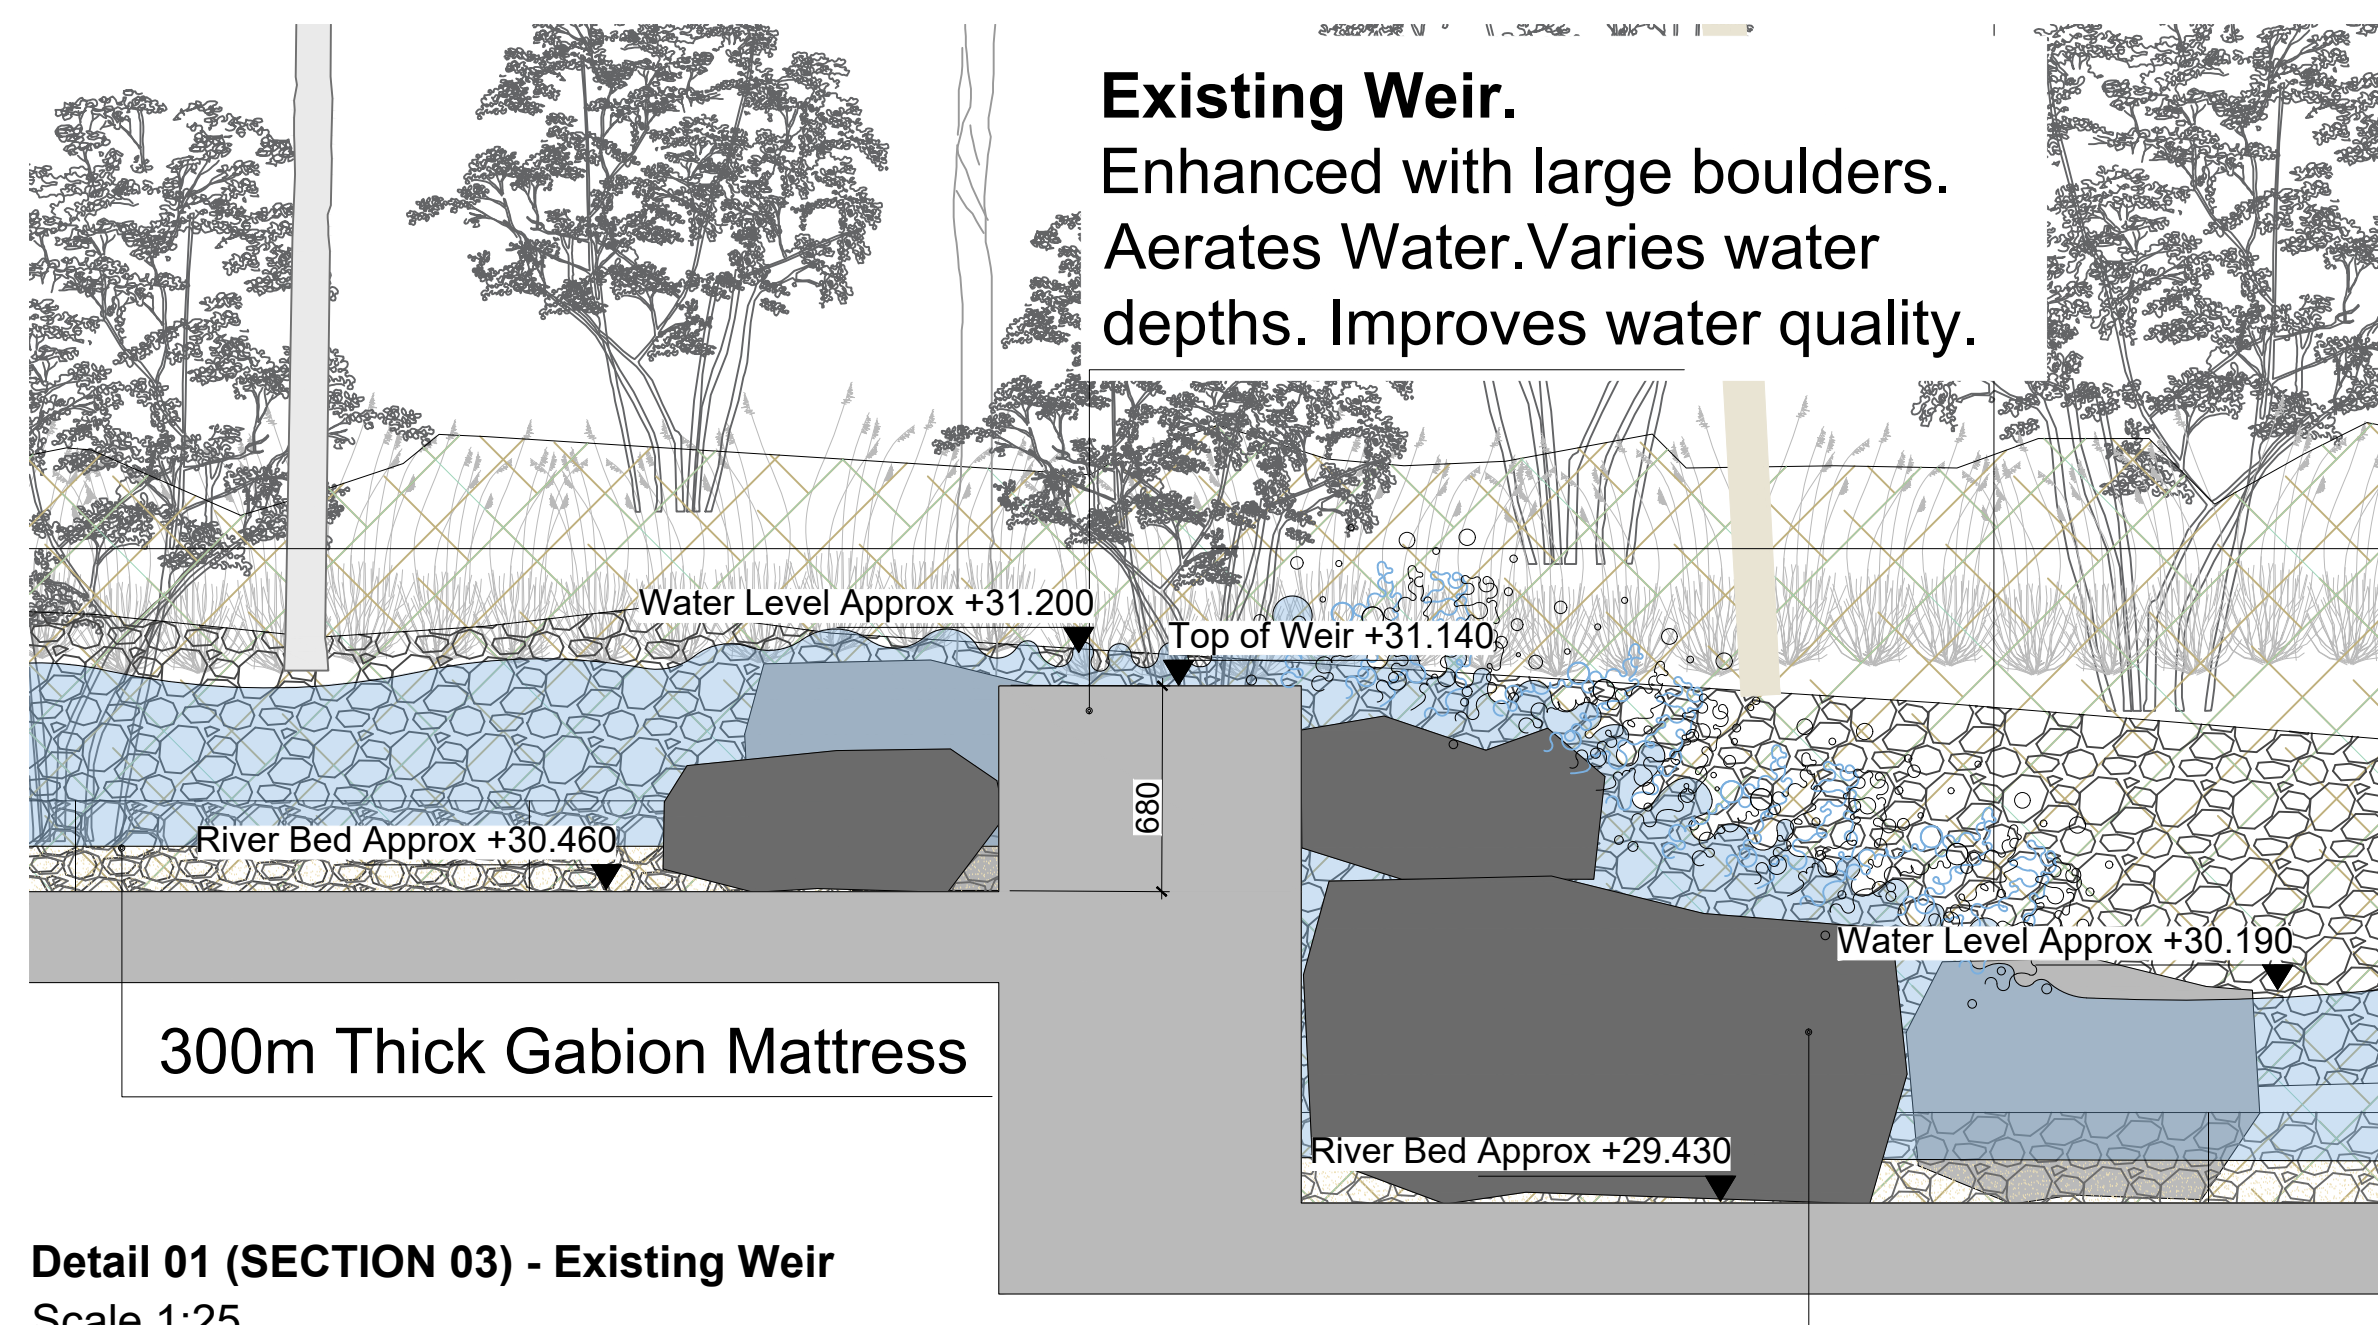 Existing Weir.
Enhanced with large boulders.
Aerates Water.Varies water
depths. Improves water quality.
Water Level Approx +31.200
Top of Weir +31.140
680
River Bed Approx +30.460
Water Level Approx +30.190
300m Thick Gabion Mattress
River Bed Approx +29.430
Detail 01 (SECTION 03) - Existing Weir
Scale 1:25